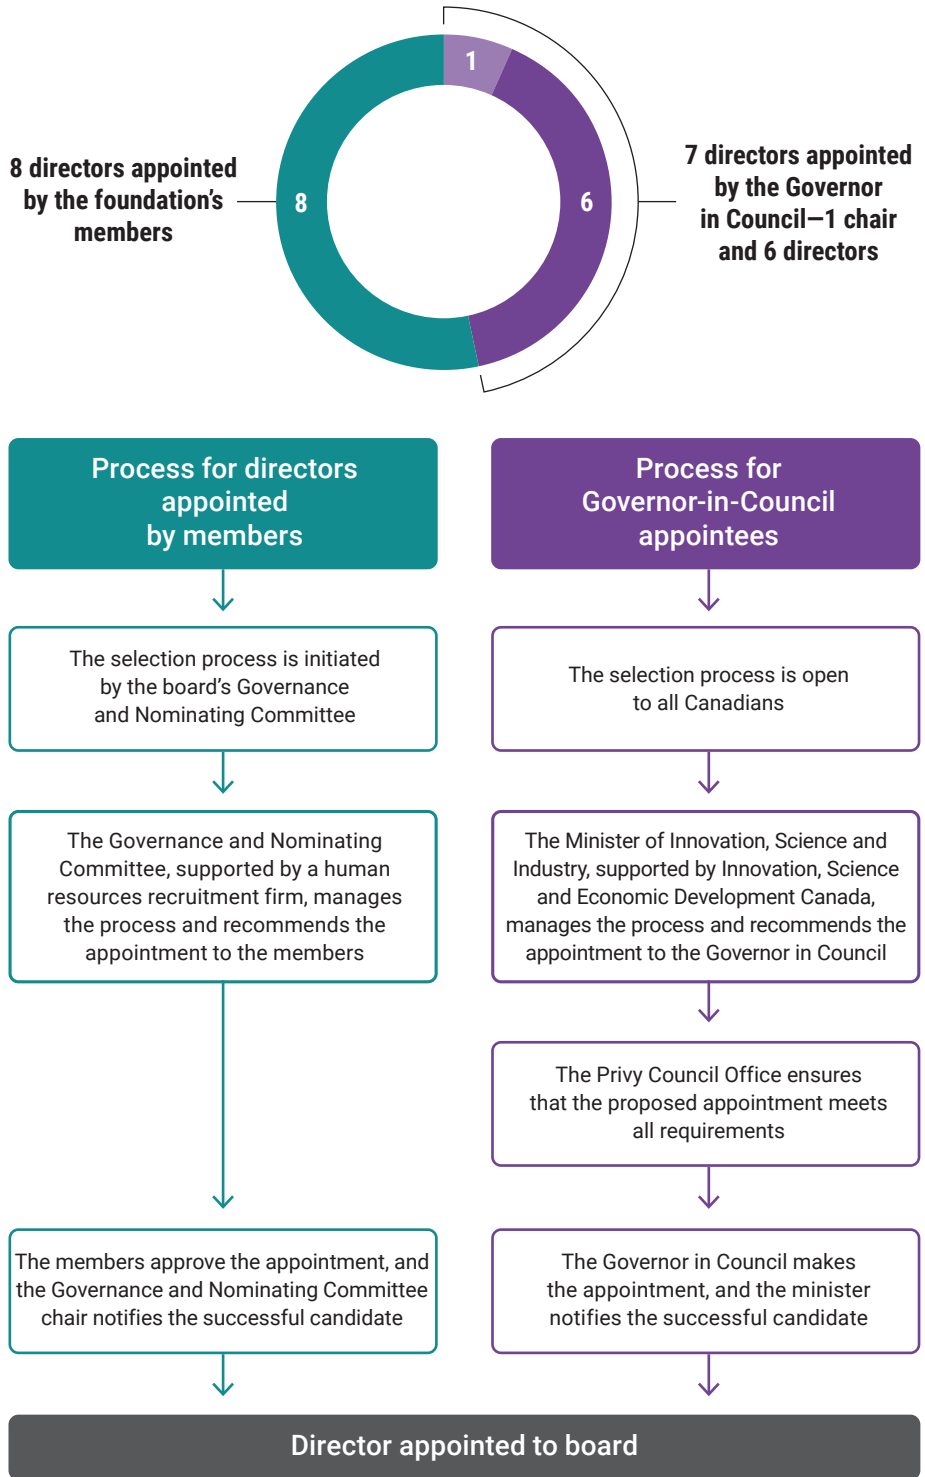 1
8 directors appointed
by the foundation's
members
8
6
7 directors appointed
by the Governor
in Council—1 chair
and 6 directors
Process for directors
appointed
by members
The selection process is initiated
by the board's Governance
and Nominating Committee
The Governance and Nominating
Committee, supported by a human
resources recruitment firm, manages
the process and recommends the
appointment to the members
The members approve the appointment, and
the Governance and Nominating Committee
chair notifies the successful candidate
Process for
Governor-in-Council
appointees
The selection process is open
to all Canadians
The Minister of Innovation, Science and
Industry, supported by Innovation, Science
and Economic Development Canada,
manages the process and recommends the
appointment to the Governor in Council
The Privy Council Office ensures
that the proposed appointment meets
all requirements
The Governor in Council makes
the appointment, and the minister
notifies the successful candidate
Director appointed to board